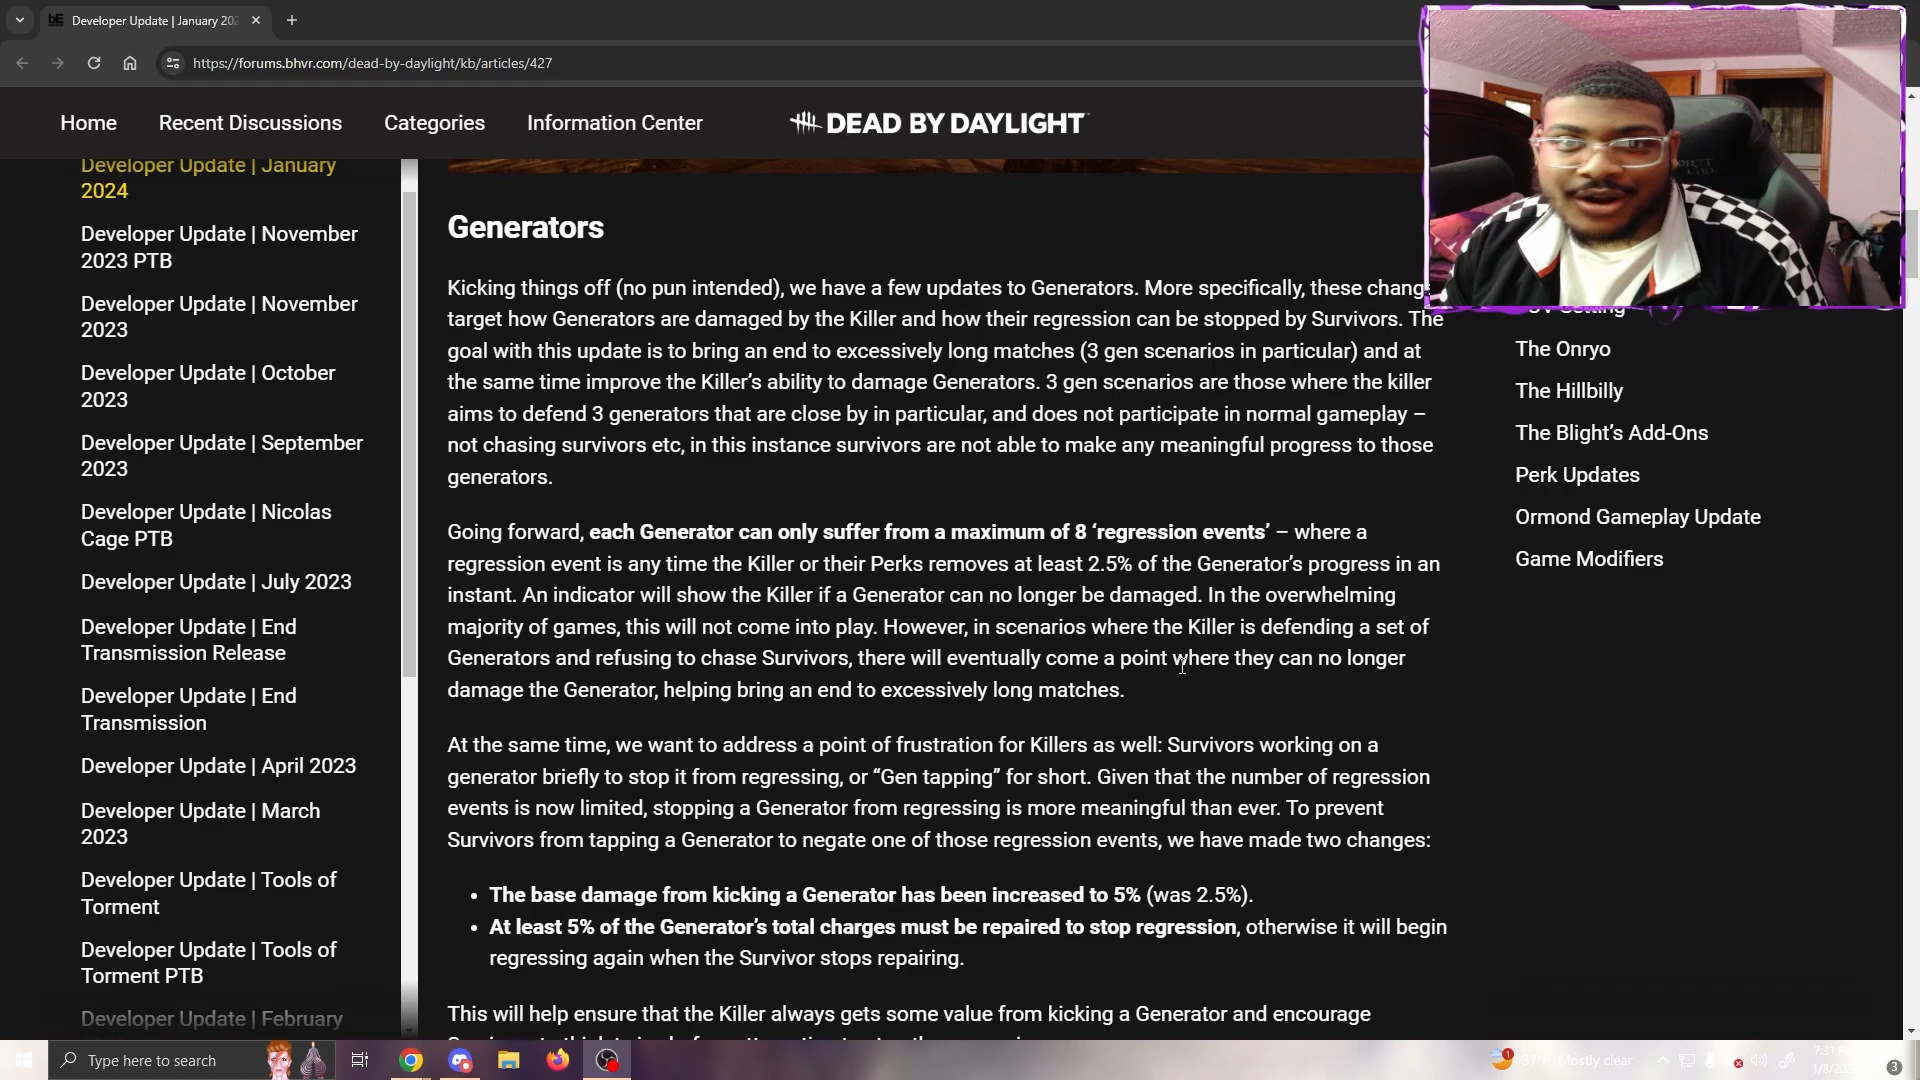 Developer Update | January 202
https://forums.bhvr.com/dead-by-daylight/kb/articles/427
Home
Recent Discussions
Categories
Information Center
DEAD BY DAYLIGHT
Developer Update | January
2024
Developer Update | November
2023 PTB
Developer Update | November
2023
Developer Update | October
2023
Developer Update | September
2023
Developer Update | Nicolas
Cage PTB
Developer Update | July 2023
Developer Update | End
Transmission Release
Developer Update | End
Transmission
Developer Update | April 2023
Developer Update | March
2023
Developer Update | Tools of
Torment
Developer Update | Tools of
Torment PTB
Developer Update | February
Generators
Kicking things off (no pun intended), we have a few updates to Generators. More specifically, these chang
target how Generators are damaged by the Killer and how their regression can be stopped by Survivors. The
goal with this update is to bring an end to excessively long matches (3 gen scenarios in particular) and at
the same time improve the Killer's ability to damage Generators. 3 gen scenarios are those where the killer
aims to defend 3 generators that are close by in particular, and does not participate in normal gameplay –
not chasing survivors etc, in this instance survivors are not able to make any meaningful progress to those
generators.
Going forward, each Generator can only suffer from a maximum of 8 ‘regression events’ – where a
regression event is any time the Killer or their Perks removes at least 2.5% of the Generator’s progress in an
instant. An indicator will show the Killer if a Generator can no longer be damaged. In the overwhelming
majority of games, this will not come into play. However, in scenarios where the Killer is defending a set of
Generators and refusing to chase Survivors, there will eventually come a point where they can no longer
damage the Generator, helping bring an end to excessively long matches.
At the same time, we want to address a point of frustration for Killers as well: Survivors working on a
generator briefly to stop it from regressing, or “Gen tapping” for short. Given that the number of regression
events is now limited, stopping a Generator from regressing is more meaningful than ever. To prevent
Survivors from tapping a Generator to negate one of those regression events, we have made two changes:
• The base damage from kicking a Generator has been increased to 5% (was 2.5%).
• At least 5% of the Generator’s total charges must be repaired to stop regression, otherwise it will begin
regressing again when the Survivor stops repairing.
This will help ensure that the Killer always gets some value from kicking a Generator and encourage
Setting
The Onryo
The Hillbilly
The Blight’s Add-Ons
Perk Updates
Ormond Gameplay Update
Game Modifiers
Type here to search
37° Mostly clear
3